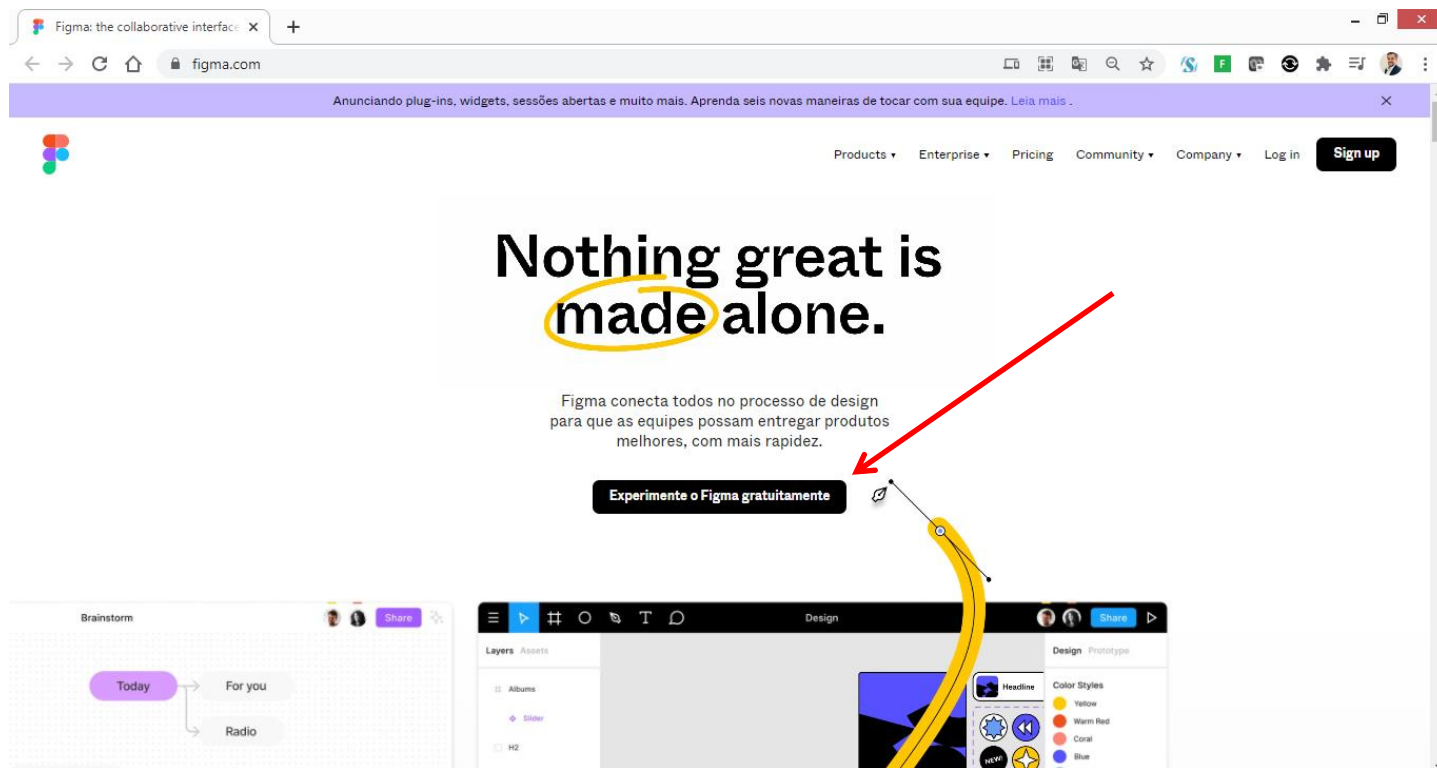 Figma: the collaborative interface
figma.com
Anunciando plug-ins, widgets, sessões abertas e muito mais. Aprenda seis novas maneiras de tocar com sua equipe. Leia mais .
Products Enterprise Pricing Community Company Log in Sign up
Nothing great is
made alone.
Figma conecta todos no processo de design
para que as equipes possam entregar produtos
melhores, com mais rapidez.
Experimente o Figma gratuitamente
Brainstorm Share
Today For you
Radio
Design Share
Layers Assets
Albums
Slider
H2
Headline
NEW!
Design Prototype
Color Styles
Yellow
Warm Red
Coral
Blue